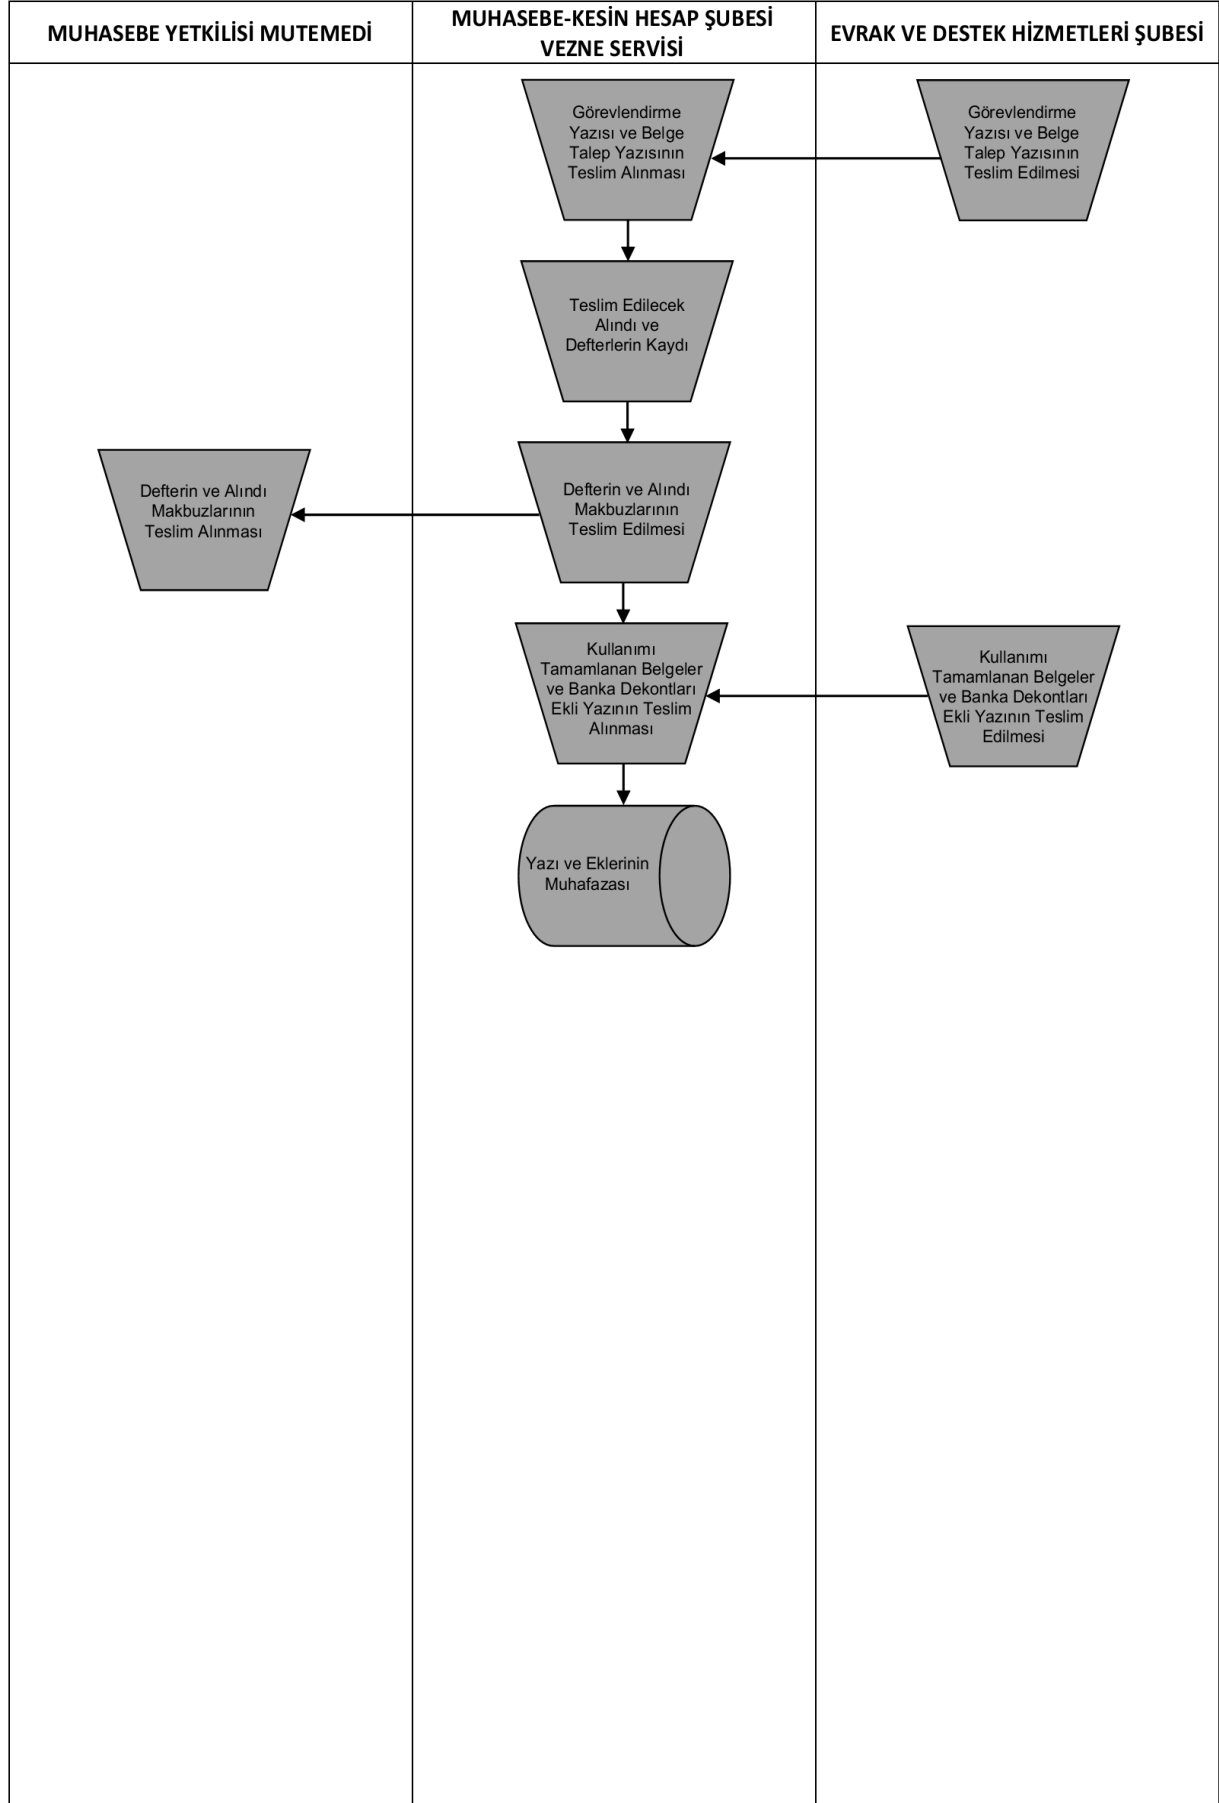 MUHASEBE YETKİLİSİ MUTEMEDİ
MUHASEBE-KESİN HESAP ŞUBESİ
VEZNE SERVİSİ
EVRAK VE DESTEK HİZMETLERİ ŞUBESİ
Görevlendirme
Yazısı ve Belge
Talep Yazısının
Teslim Alınması
Görevlendirme
Yazısı ve Belge
Talep Yazısının
Teslim Edilmesi
Teslim Edilecek
Alındı ve
Defterlerin Kaydı
Defterin ve Alındı
Makbuzlarının
Teslim Alınması
Defterin ve Alındı
Makbuzlarının
Teslim Edilmesi
Kullanımı
Tamamlanan Belgeler
ve Banka Dekontları
Ekli Yazının Teslim
Alınması
Kullanımı
Tamamlanan Belgeler
ve Banka Dekontları
Ekli Yazının Teslim
Edilmesi
Yazı ve Eklerinin
Muhafazası